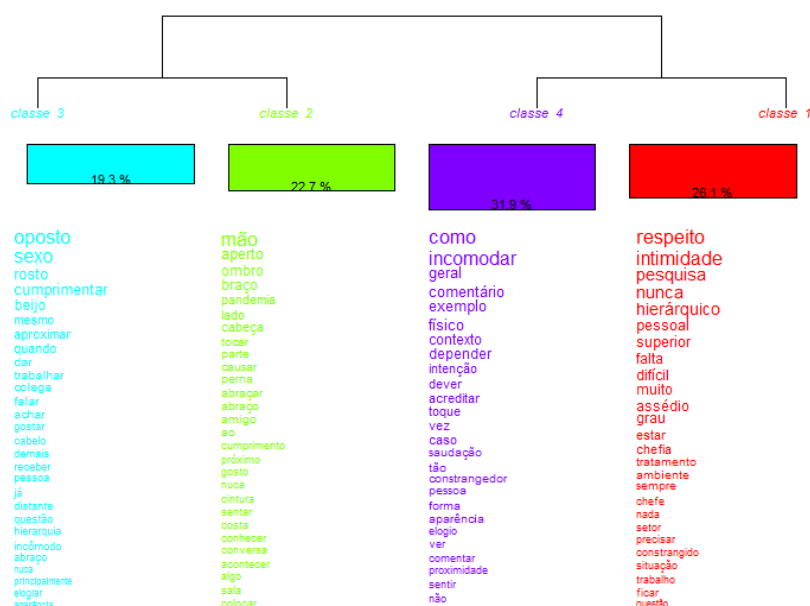 classe 3
classe 2
classe 4
classe 1
19.3 %
22.7 %
31.9 %
26.1 %
oposto
sexo
rosto
cumprimentar
beijo
mesmo
aproximar
quando
dar
trabalhar
colega
falar
achar
gostar
cabelo
demais
receber
pessoa
já
distante
questão
hierarquia
incômodo
abraço
nuca
principalmente
elogiar
aparência
mão
aperto
ombro
braço
pandemia
lado
cabeça
tocar
parte
causar
perna
abraçar
abraço
amigo
ao
cumprimento
próximo
gosto
nuca
cintura
sentar
costa
conhecer
conversa
acontecer
algo
sala
colocar
como
incomodar
geral
comentário
exemplo
físico
contexto
depender
intenção
dever
acreditar
toque
vez
caso
saudação
tão
constrangedor
pessoa
forma
aparência
elogio
ver
comentar
proximidade
sentir
não
respeito
intimidade
pesquisa
nunca
hierárquico
pessoal
superior
falta
difícil
muito
assédio
grau
estar
chefia
tratamento
ambiente
sempre
chefe
nada
setor
precisar
constrangido
situação
trabalho
ficar
questão